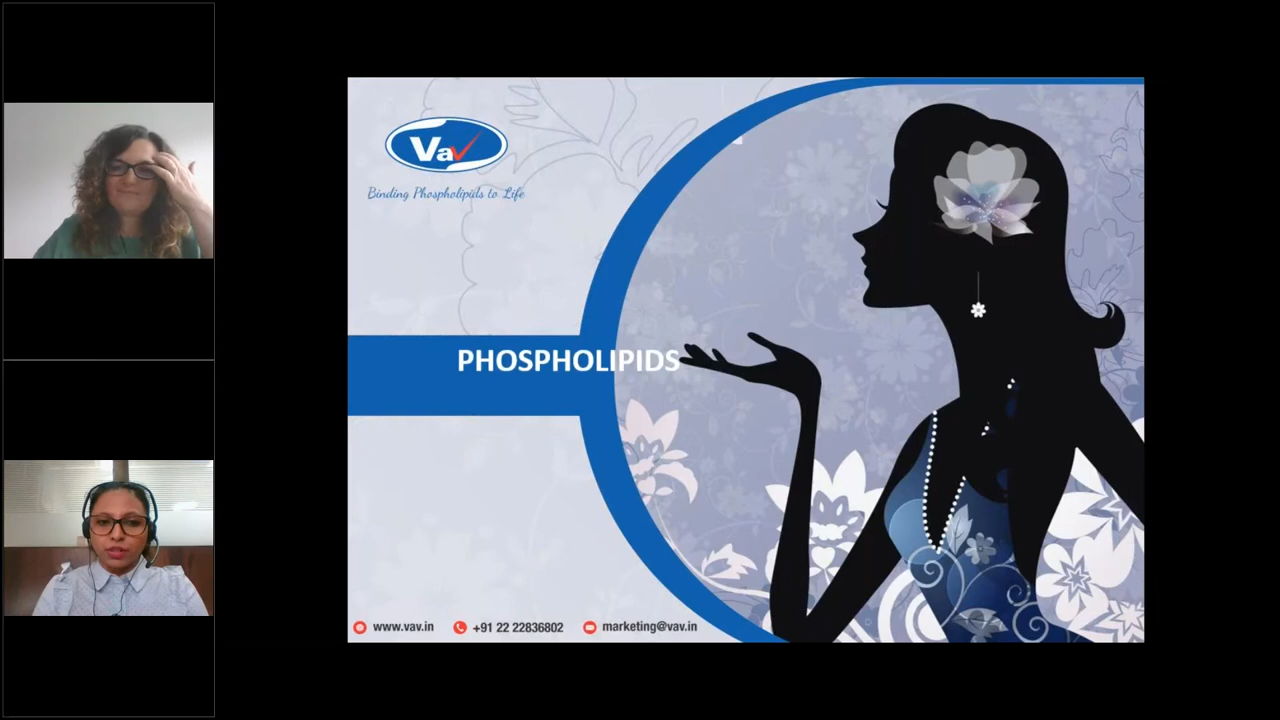 Vav
Binding Phospholipids to Life
PHOSPHOLIPIDS
www.vav.in +91 22 22836802 marketing@vav.in